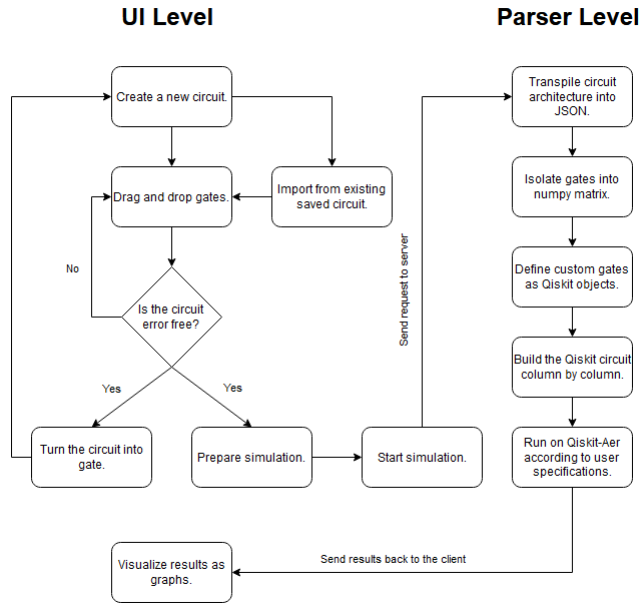 UI Level
Parser Level
Create a new circuit.
Transpile circuit
architecture into
JSON.
Drag and drop gates.
Import from existing
saved circuit.
Isolate gates into
numpy matrix.
Send request to server
No
Define custom gates
as Qiskit objects.
Is the circuit
error free?
Build the Qiskit circuit
column by column.
Yes
Yes
Turn the circuit into
gate.
Prepare simulation.
Start simulation.
Run on Qiskit-Aer
according to user
specifications.
Send results back to the client
Visualize results as
graphs.